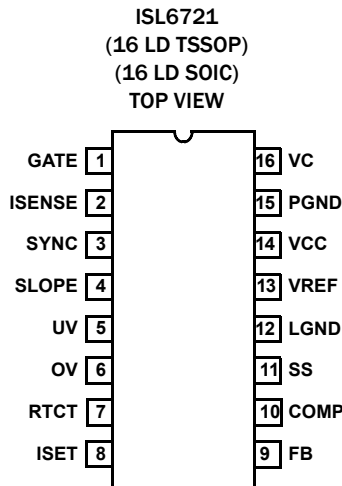 ISL6721
(16 LD TSSOP)
(16 LD SOIC)
TOP VIEW
GATE 1 16 VC
ISENSE 2 15 PGND
SYNC 3 14 VCC
SLOPE 4 13 VREF
UV 5 12 LGND
OV 6 11 SS
RTCT 7 10 COMP
ISET 8 9 FB